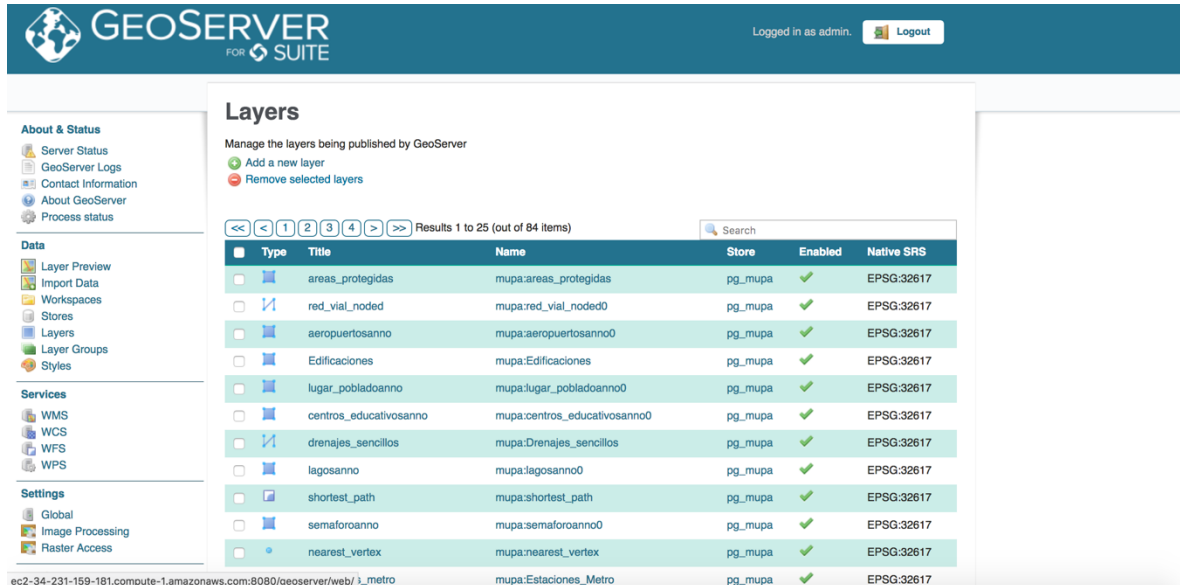 GEOSERVER
FOR SUITE
Logged in as admin.
Logout
About & Status
Server Status
GeoServer Logs
Contact Information
About GeoServer
Process status
Data
Layer Preview
Import Data
Workspaces
Stores
Layers
Layer Groups
Styles
Services
WMS
WCS
WFS
WPS
Settings
Global
Image Processing
Raster Access
Layers
Manage the layers being published by GeoServer
Add a new layer
Remove selected layers
<< < 1 2 3 4 > >> Results 1 to 25 (out of 84 items) Search
Type Title Name Store Enabled Native SRS
areas_protegidas mupa:areas_protegidas pg_mupa EPSG:32617
red_vial_noded mupa:red_vial_noded0 pg_mupa EPSG:32617
aeropuertosanno mupa:aeropuertosanno0 pg_mupa EPSG:32617
Edificaciones mupa:Edificaciones pg_mupa EPSG:32617
lugar_pobladoanno mupa:lugar_pobladoanno0 pg_mupa EPSG:32617
centros_educativosanno mupa:centros_educativosanno0 pg_mupa EPSG:32617
drenajes_sencillos mupa:Drenajes_sencillos pg_mupa EPSG:32617
lagosanno mupa:lagosanno0 pg_mupa EPSG:32617
shortest_path mupa:shortest_path pg_mupa EPSG:32617
semaforoanno mupa:semaforoanno0 pg_mupa EPSG:32617
nearest_vertex mupa:nearest_vertex pg_mupa EPSG:32617
s_metro mupa:Estaciones_Metro pg_mupa EPSG:32617
ec2-34-231-159-181.compute-1.amazonaws.com:8080/geoserver/web/